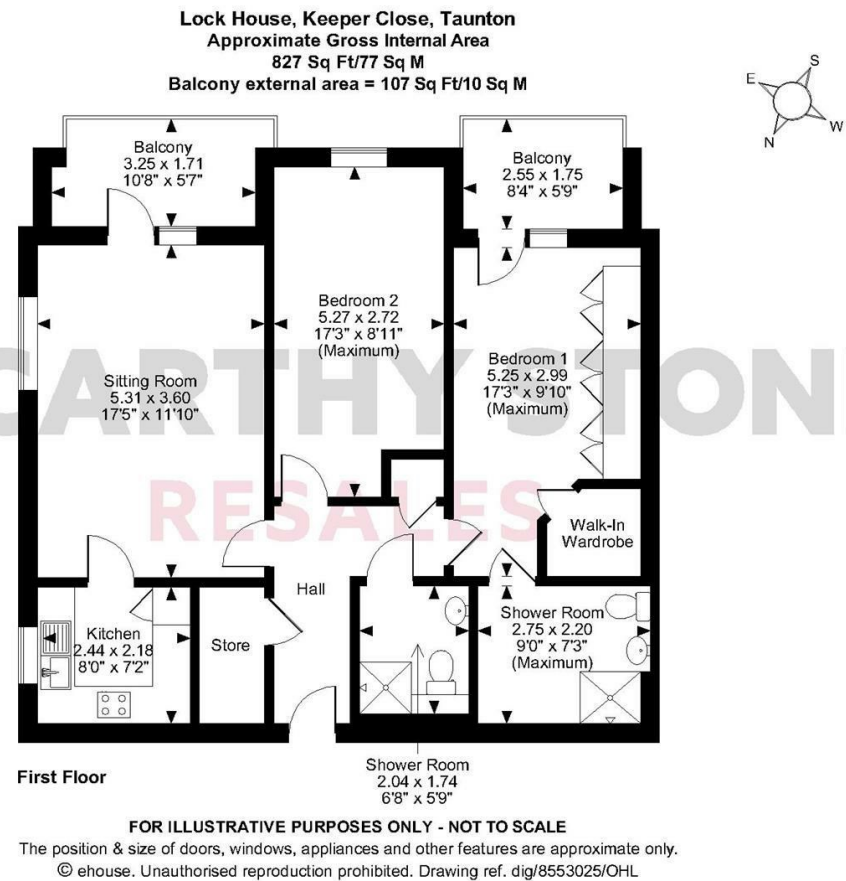 Lock House, Keeper Close, Taunton
Approximate Gross Internal Area
827 Sq Ft/77 Sq M
Balcony external area = 107 Sq Ft/10 Sq M
S
E
W
N
Balcony
3.25 x 1.71
10'8" x 5'7"
Balcony
2.55 x 1.75
8'4" x 5'9"
Bedroom 2
5.27 x 2.72
17'3" x 8'11"
(Maximum)
Bedroom 1
5.25 x 2.99
17'3" x 9'10"
(Maximum)
Sitting Room
5.31 x 3.60
17'5" x 11'10"
CARTHY STON
RESALES
Walk-In
Wardrobe
Hall
Kitchen
2.44 x 2.18
8'0" x 7'2"
Store
Shower Room
2.75 x 2.20
9'0" x 7'3"
(Maximum)
Shower Room
2.04 x 1.74
6'8" x 5'9"
First Floor
FOR ILLUSTRATIVE PURPOSES ONLY - NOT TO SCALE
The position & size of doors, windows, appliances and other features are approximate only.
© ehouse. Unauthorised reproduction prohibited. Drawing ref. dig/8553025/OHL